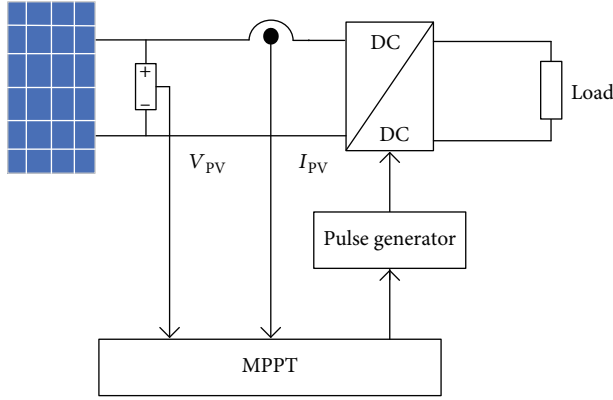 DC
+
−
Load
DC
V_PV
I_PV
Pulse generator
MPPT